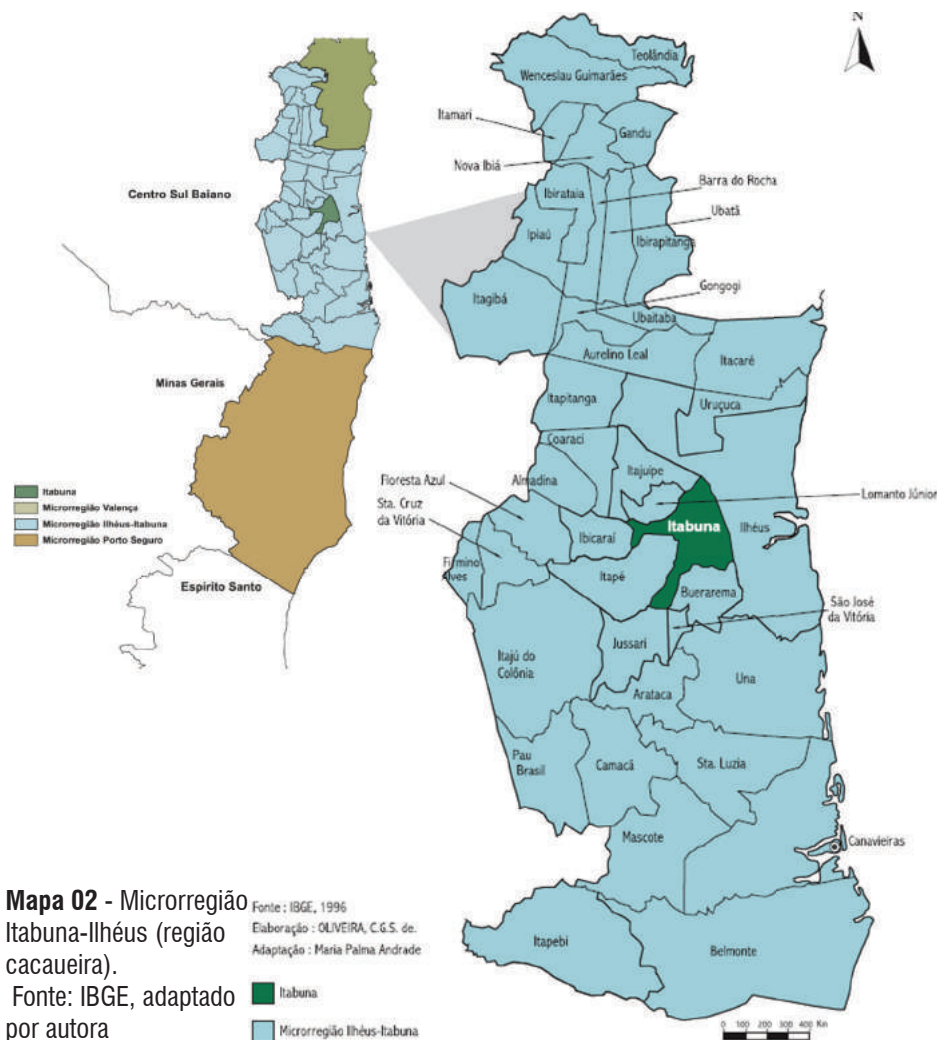 N
Teolândia
Wenceslau Guimarães
Itamari
Gandu
Nova Ibiá
Barra do Rocha
Centro Sul Baiano
Ibirataia
Ubatã
Ipiaú
Ibirapitanga
Itagibá
Gongogi
Ubaitaba
Aurelino Leal
Itacaré
Minas Gerais
Itapitanga
Uruçuca
Coaraci
Itajuípe
Floresta Azul
Almadina
Lomanto Júnior
Sta. Cruz
da Vitória
Itabuna
Ilhéus
Ibicaraí
Itabuna
Microrregião Valença
Microrregião Ilhéus-Itabuna
Microrregião Porto Seguro
Firmino
Alves
Itapé
Buerarema
Espírito Santo
São José
da Vitória
Jussari
Itajú do
Colônia
Una
Arataca
Pau
Brasil
Camacã
Sta. Luzia
Mascote
Canavieiras
Mapa 02 - Microrregião
Itabuna-Ilhéus (região
cacaueira).
Fonte: IBGE, adaptado
por autora
Fonte : IBGE, 1996
Elaboração : OLIVEIRA, C.G.S. de.
Adaptação : Maria Palma Andrade
Itapebi
Belmonte
Itabuna
Microrregião Ilhéus-Itabuna
0 100 200 300 400 Km